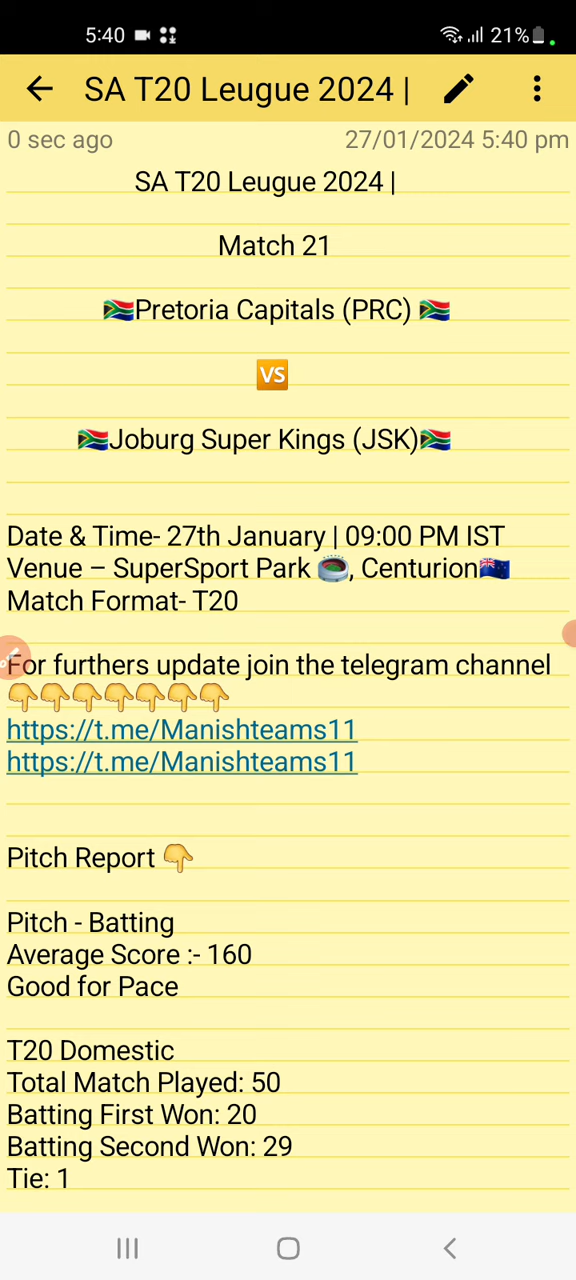 5:40
21%
SA T20 Leugue 2024 |
0 sec ago
27/01/2024 5:40 pm
SA T20 Leugue 2024 |
Match 21
🇿🇦Pretoria Capitals (PRC) 🇿🇦
🆚
🇿🇦Joburg Super Kings (JSK)🇿🇦
Date & Time- 27th January | 09:00 PM IST
Venue – SuperSport Park 🏟️, Centurion🇳🇿
Match Format- T20
For furthers update join the telegram channel
👇👇👇👇👇👇👇
https://t.me/Manishteams11
https://t.me/Manishteams11
Pitch Report 👇
Pitch - Batting
Average Score :- 160
Good for Pace
T20 Domestic
Total Match Played: 50
Batting First Won: 20
Batting Second Won: 29
Tie: 1